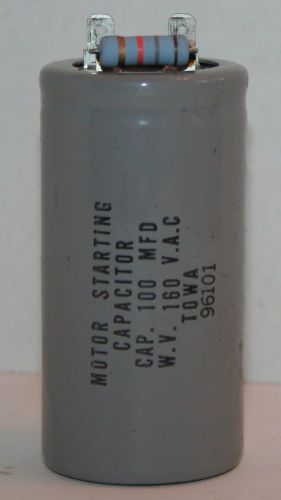 MOTOR STARTING
CAPACITOR
CAP. 100 MFD
W.V. 160 V.A.C
TOWA
96101